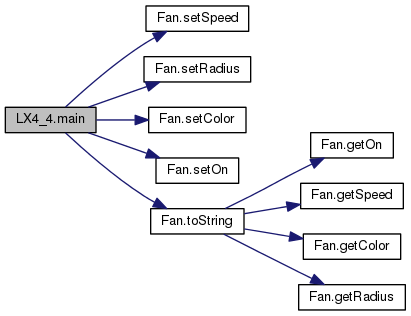 Fan.setSpeed
Fan.setRadius
LX4_4.main
Fan.setColor
Fan.setOn
Fan.toString
Fan.getOn
Fan.getSpeed
Fan.getColor
Fan.getRadius